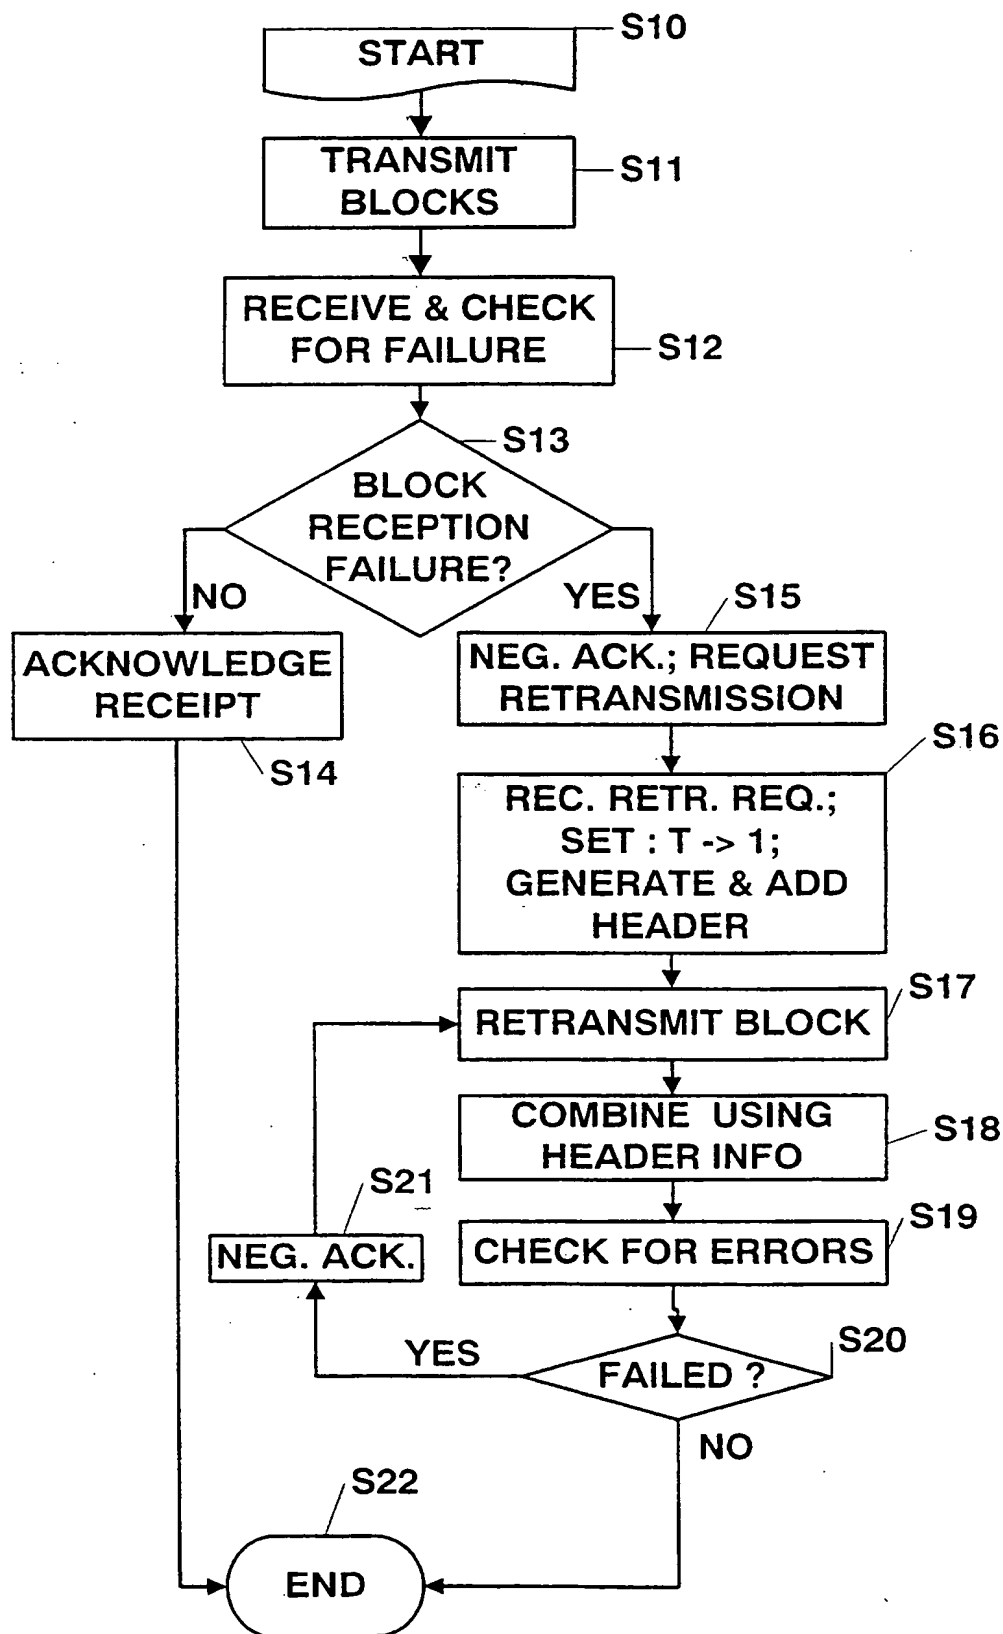 START
S10
TRANSMIT
BLOCKS
S11
RECEIVE & CHECK
FOR FAILURE
S12
S13
BLOCK
RECEPTION
FAILURE?
NO
YES
S15
ACKNOWLEDGE
RECEIPT
S14
NEG. ACK.; REQUEST
RETRANSMISSION
S16
REC. RETR. REQ.;
SET : T -> 1;
GENERATE & ADD
HEADER
S17
RETRANSMIT BLOCK
COMBINE USING
HEADER INFO
S18
S21
NEG. ACK.
S19
CHECK FOR ERRORS
YES
S20
FAILED ?
NO
S22
END